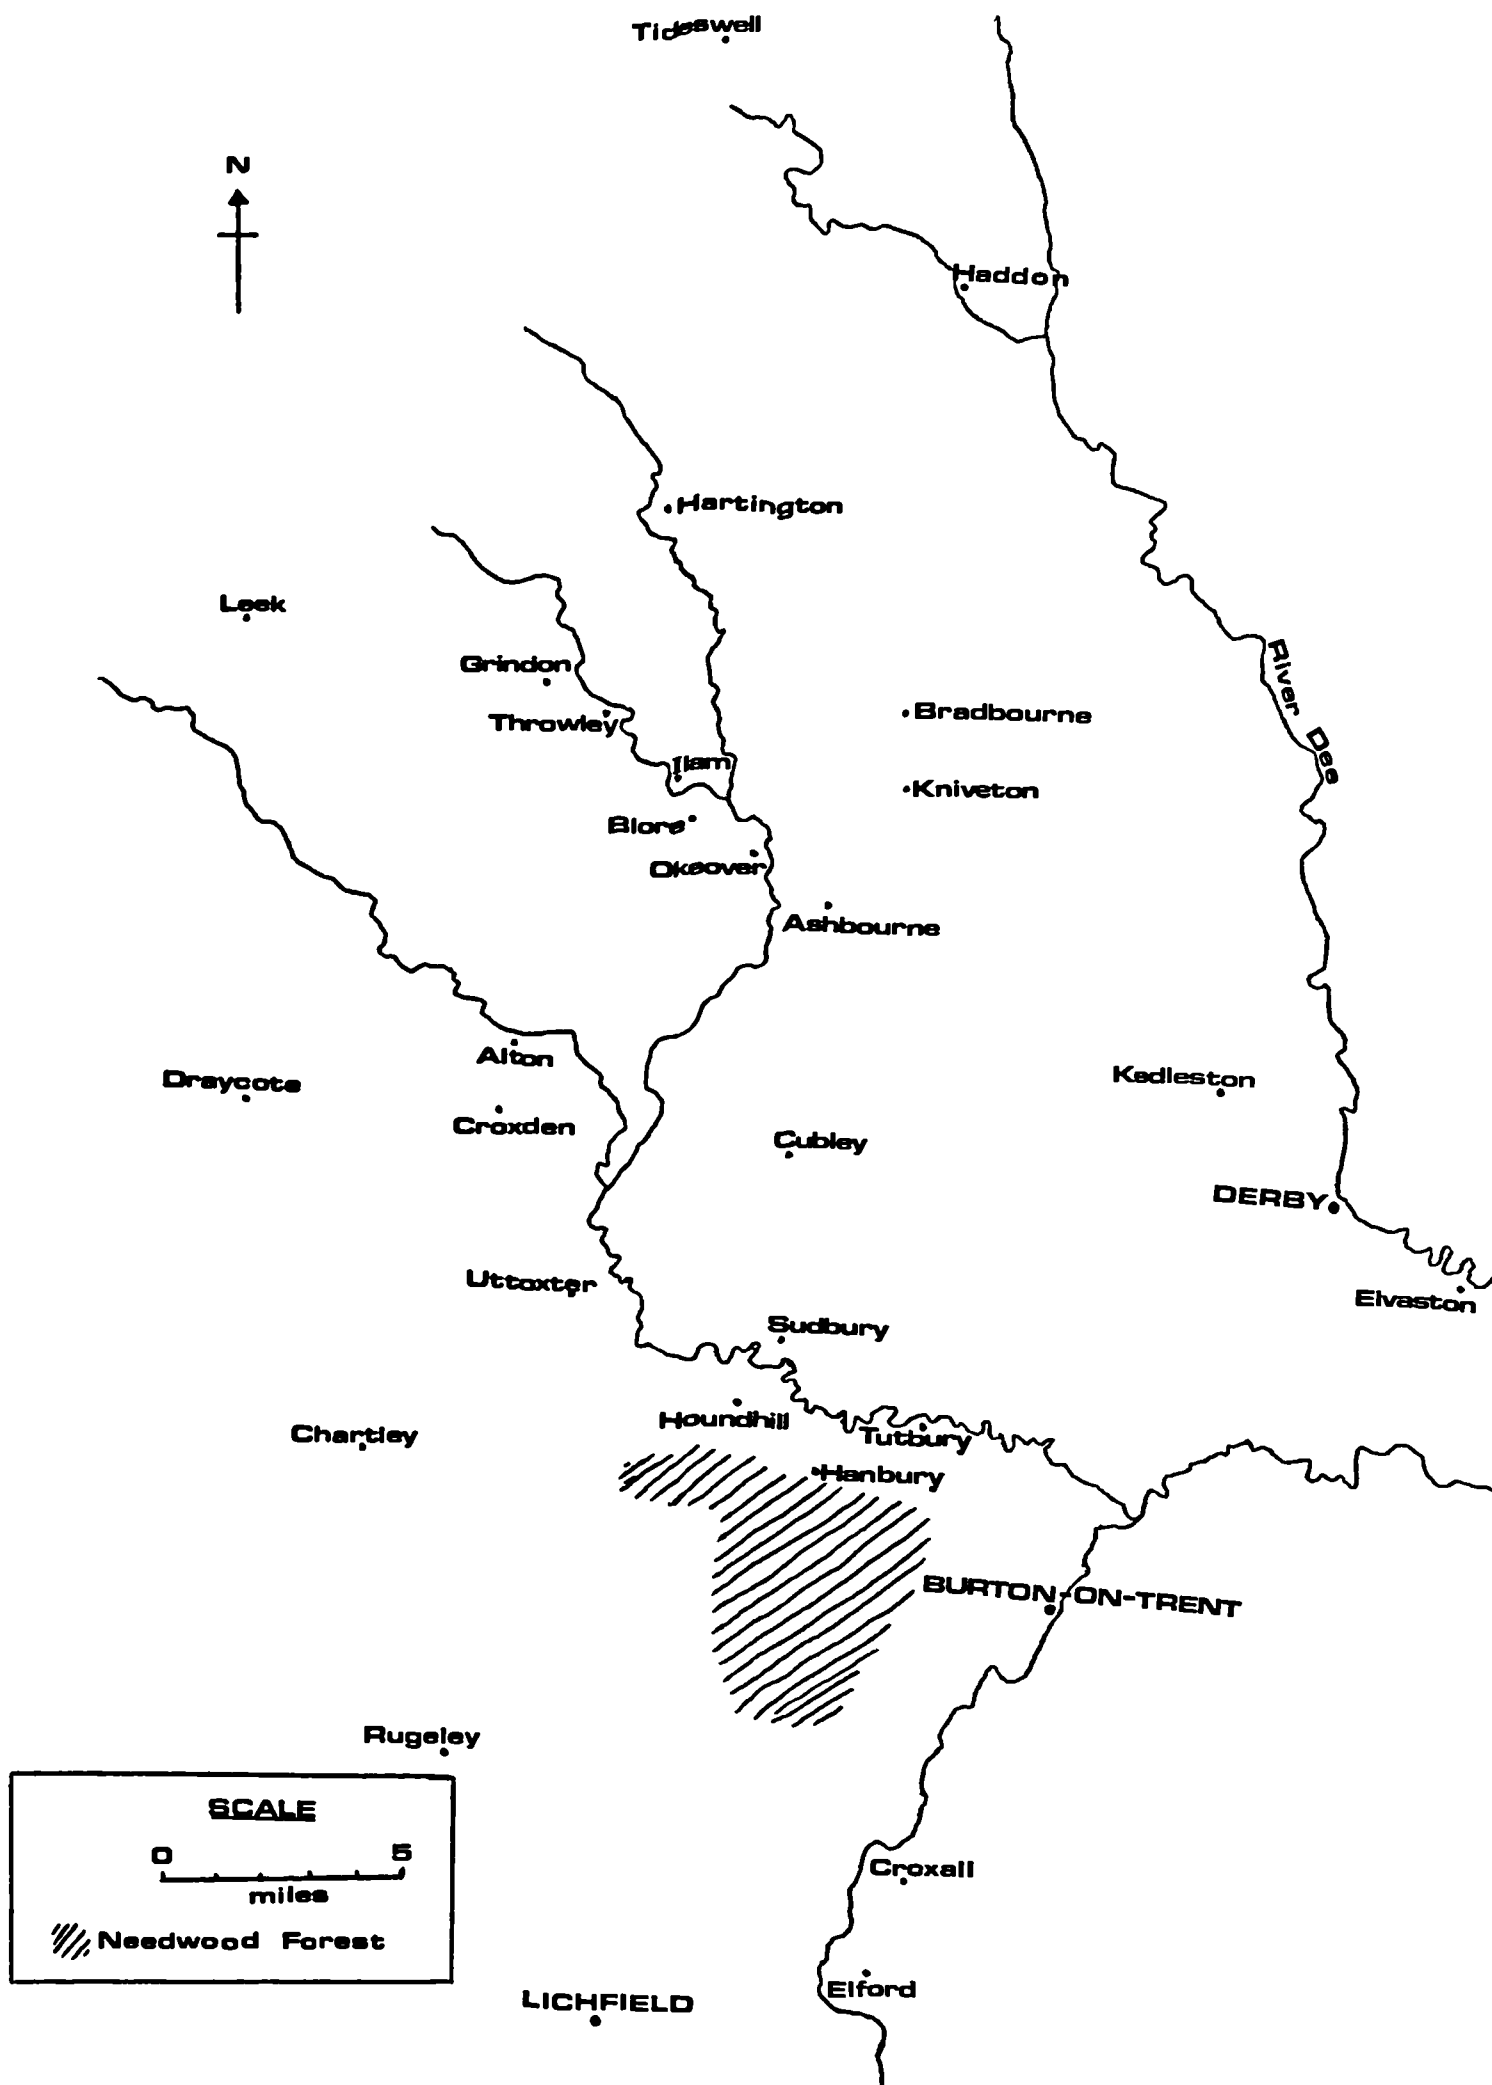 Tideswell
N
Haddon
Hartington
Leek
River Dee
Grindon
Throwley
Bradbourne
Ilam
Kniveton
Blore
Okeover
Ashbourne
Alton
Draycote
Kedleston
Croxden
Cubley
DERBY
Uttoxter
Elvaston
Sudbury
Houndhill
Chartley
Tutbury
Hanbury
BURTON-ON-TRENT
Rugeley
SCALE
0 5
miles
Needwood Forest
Croxall
Elford
LICHFIELD